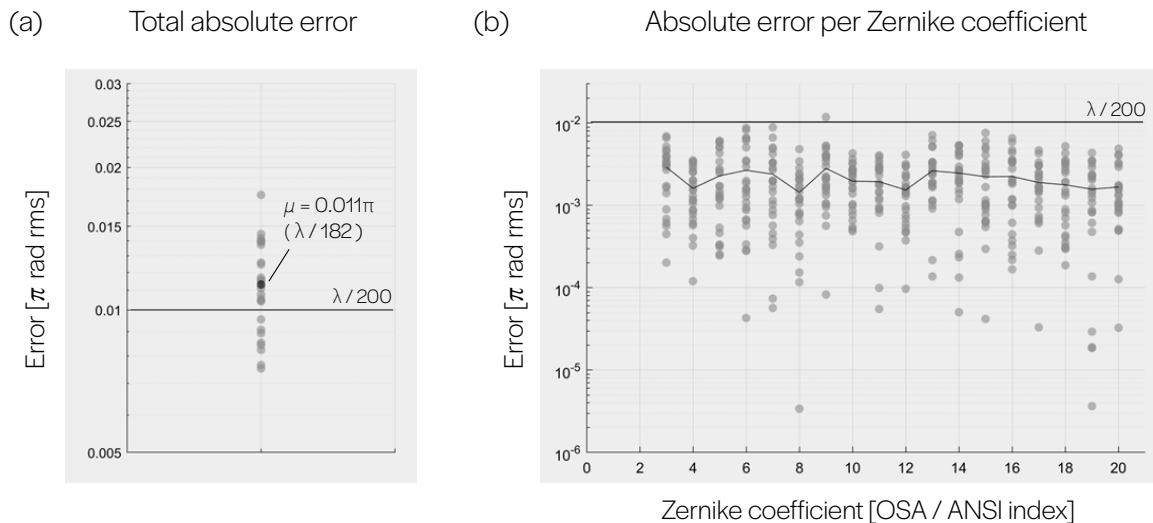 (a) Total absolute error
0.03
0.025
0.02
0.015
0.01
0.005
Error [π rad rms]
μ = 0.011π
(λ / 182)
λ / 200
(b) Absolute error per Zernike coefficient
10⁻²
10⁻³
10⁻⁴
10⁻⁵
10⁻⁶
Error [π rad rms]
λ / 200
0 2 4 6 8 10 12 14 16 18 20
Zernike coefficient [OSA / ANSI index]